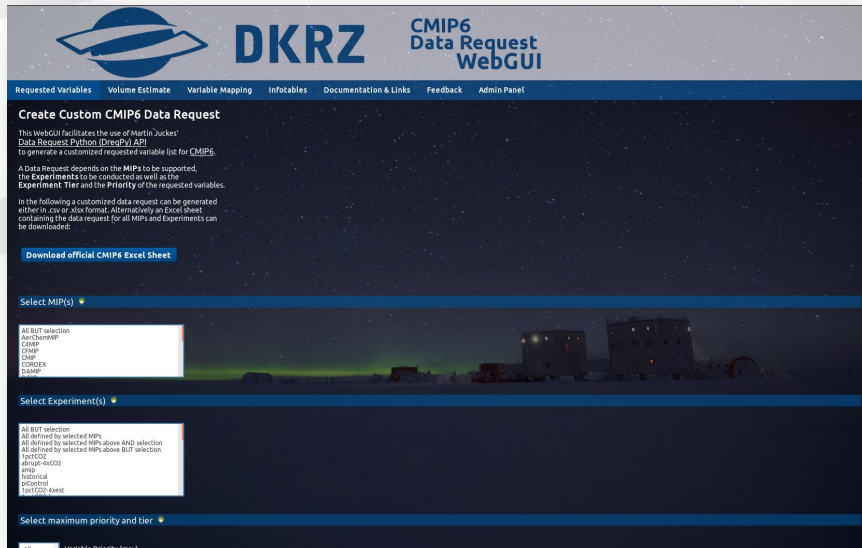 DKRZ
CMIP6
Data Request
WebGUI
Requested Variables Volume Estimate Variable Mapping Infotables Documentation & Links Feedback Admin Panel
Create Custom CMIP6 Data Request
This WebGUI facilitates the use of Martin Juckes'
Data Request Python (DreqPy) API
to generate a customized requested variable list for CMIP6.
A Data Request depends on the MIPs to be supported,
the Experiments to be conducted as well as the
Experiment Tier and the Priority of the requested variables.
In the following a customized data request can be generated
either in .csv or .xlsx format. Alternatively an Excel sheet
containing the data request for all MIPs and Experiments can
be downloaded:
Download official CMIP6 Excel Sheet
Select MIP(s)
All BUT selection
AerChemMIP
C4MIP
CFMIP
CMIP
CORDEX
DAMIP
Select Experiment(s)
All BUT selection
All defined by selected MIPs
All defined by selected MIPs above AND selection
All defined by selected MIPs above BUT selection
1pctCO2
abrupt-4xCO2
amip
historical
piControl
1pctCO2-4xext
Select maximum priority and tier
Variable Priority (max)